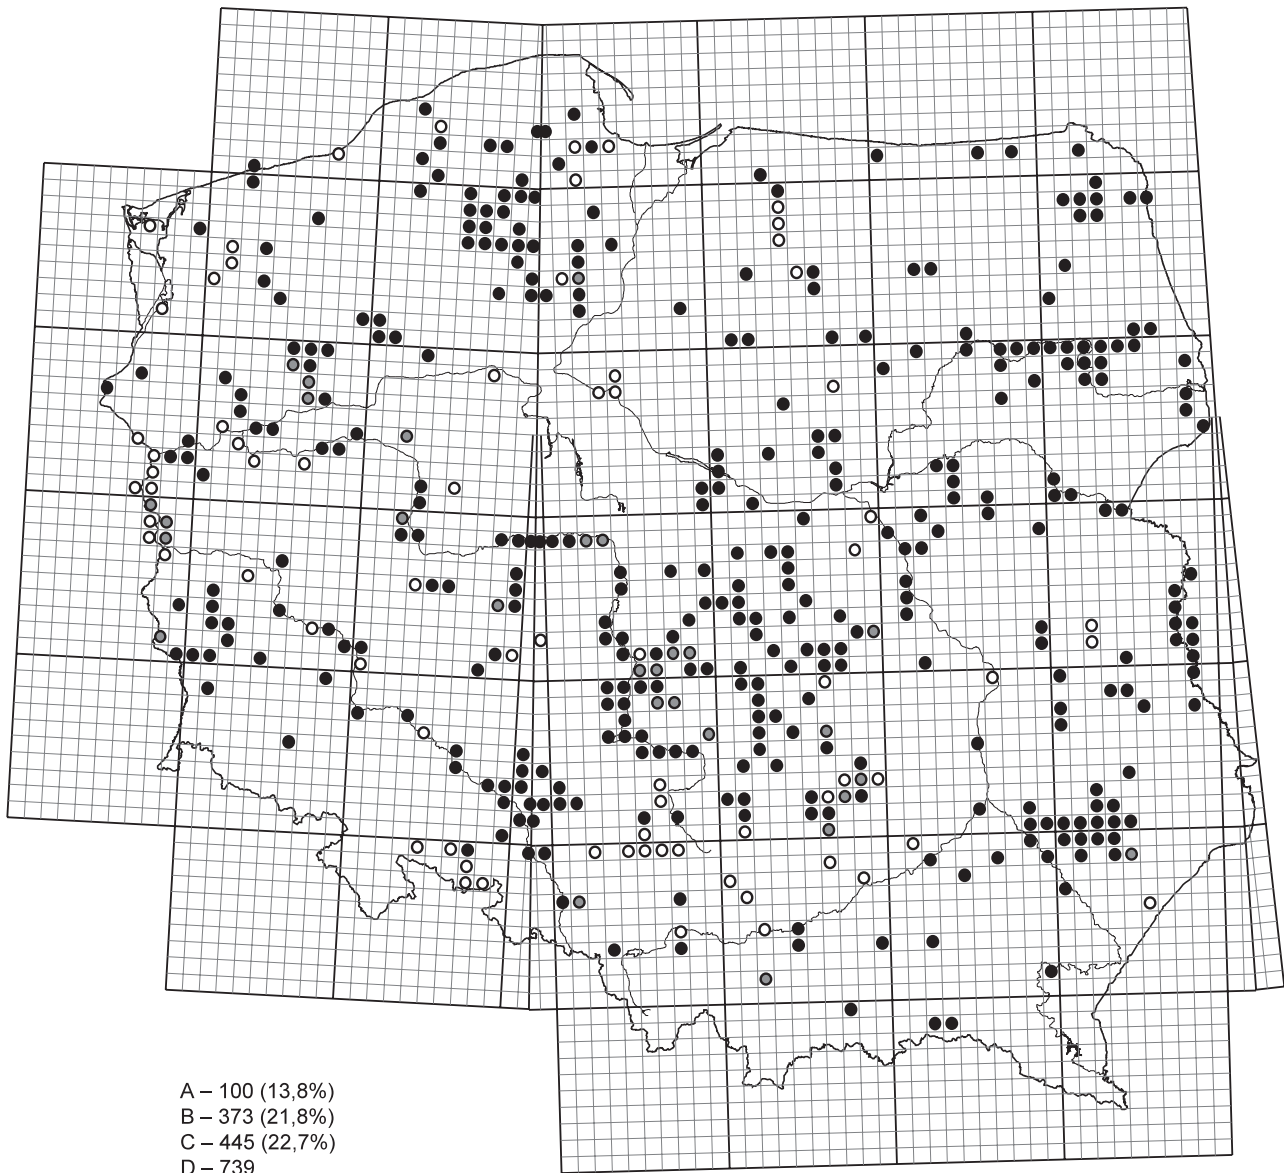 A – 100 (13,8%)
B – 373 (21,8%)
C – 445 (22,7%)
D – 739